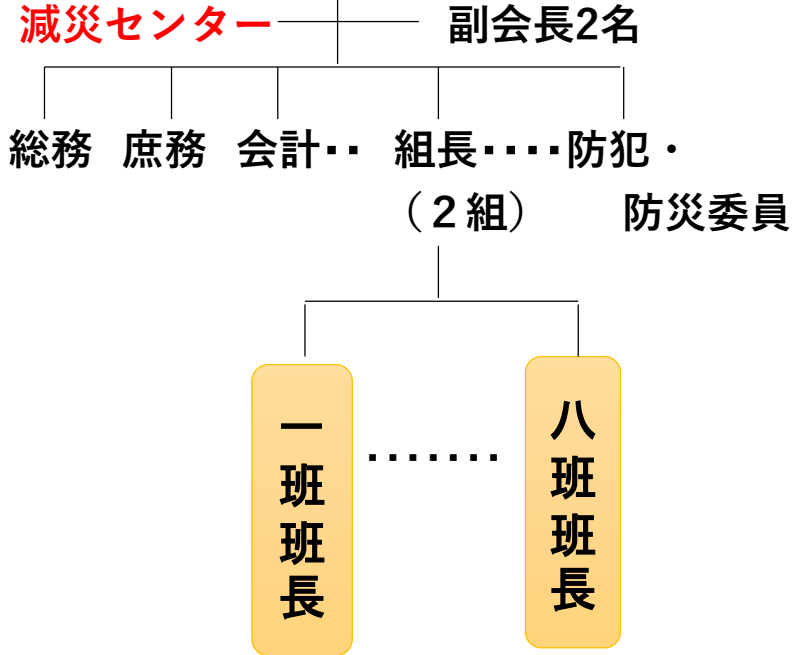 減災センター 副会長2名
総務 庶務 会計‥ 組長‥‥防犯・
（２組） 防災委員
一班班長 ‥‥‥・ 八班班長